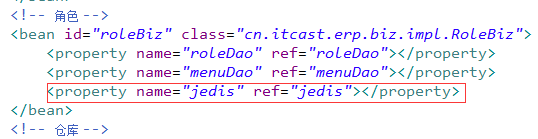 <!-- 角色 -->
<bean id="roleBiz" class="cn.itcast.erp.biz.impl.RoleBiz">
<property name="roleDao" ref="roleDao"></property>
<property name="menuDao" ref="menuDao"></property>
<property name="jedis" ref="jedis"></property>
</bean>
<!-- 仓库 -->